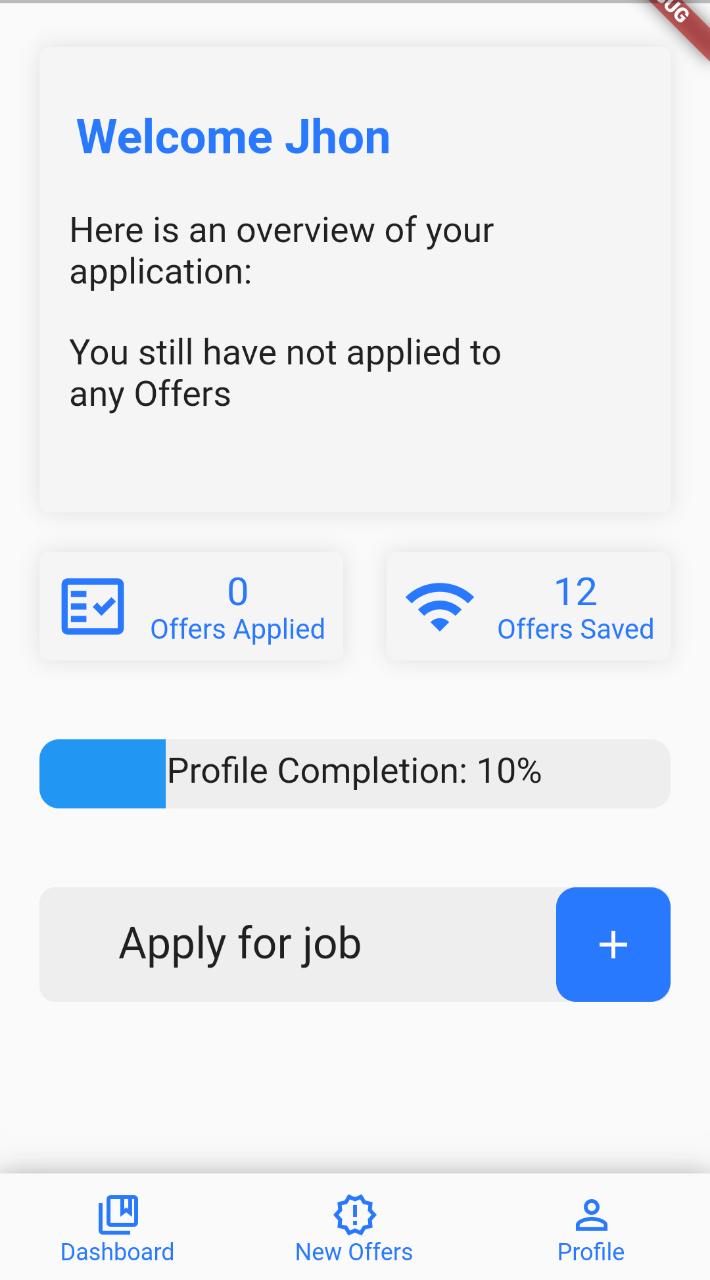 Welcome Jhon
Here is an overview of your
application:
You still have not applied to
any Offers
0
Offers Applied
12
Offers Saved
Profile Completion: 10%
Apply for job
+
Dashboard
New Offers
Profile